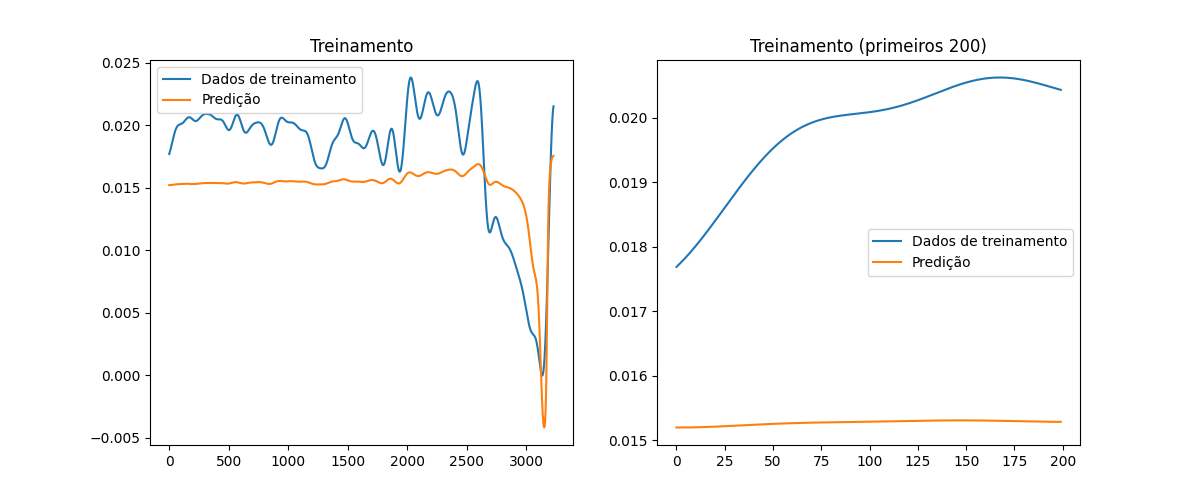 Treinamento
0.025
0.020
0.015
0.010
0.005
0.000
−0.005
0 500 1000 1500 2000 2500 3000
Dados de treinamento
Predição
Treinamento (primeiros 200)
0.020
0.019
0.018
0.017
0.016
0.015
0 25 50 75 100 125 150 175 200
Dados de treinamento
Predição